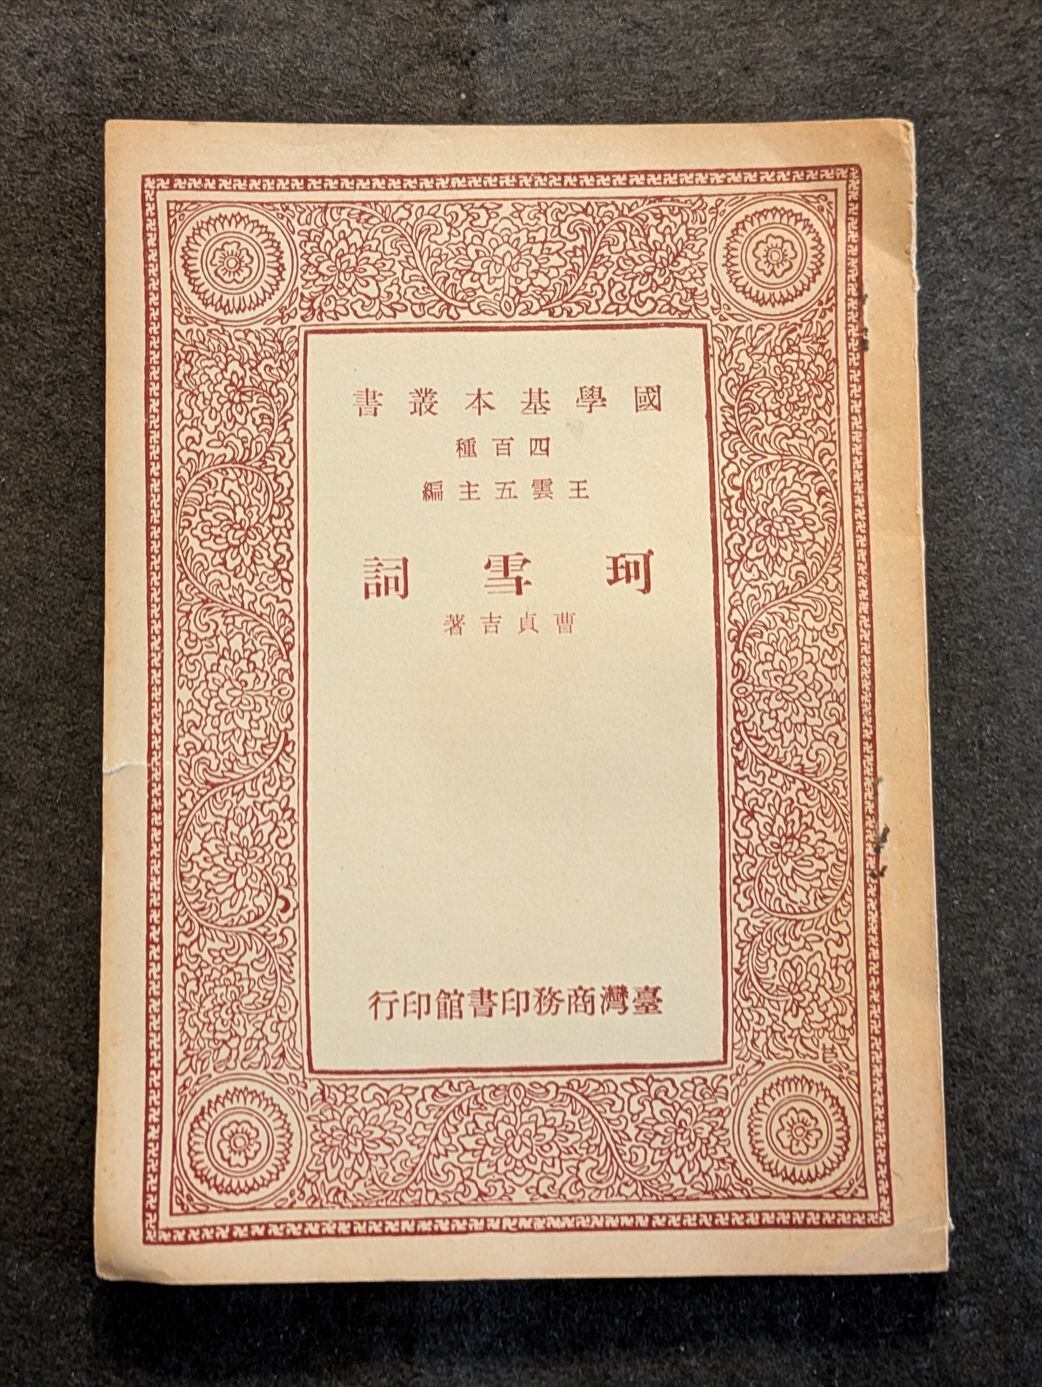 國學基本叢書
四百種
王雲五主編
珂雪詞
曹貞吉著
臺灣商務印書館印行